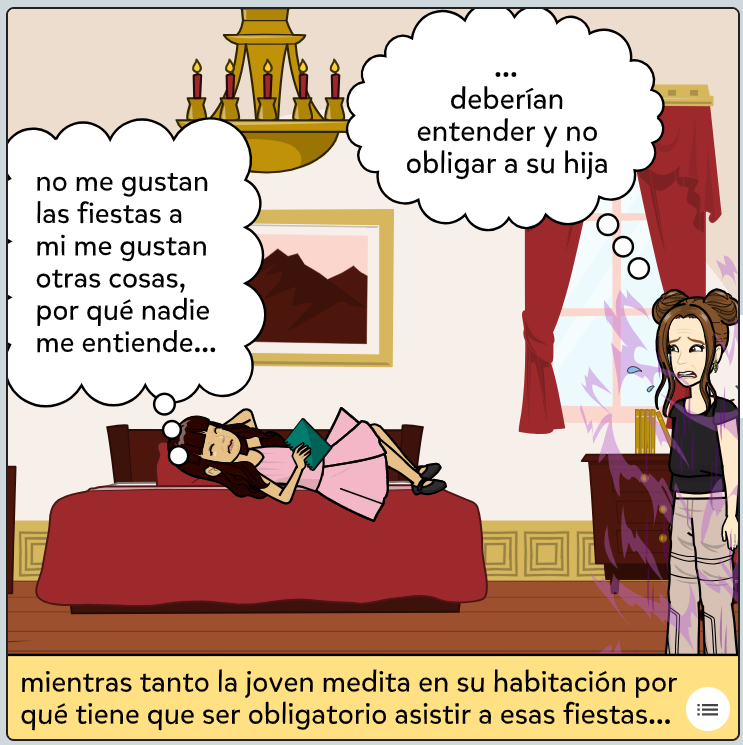 no me gustan
las fiestas a
mi me gustan
otras cosas,
por qué nadie
me entiende...
...
deberían
entender y no
obligar a su hija
mientras tanto la joven medita en su habitación por
qué tiene que ser obligatorio asistir a esas fiestas...